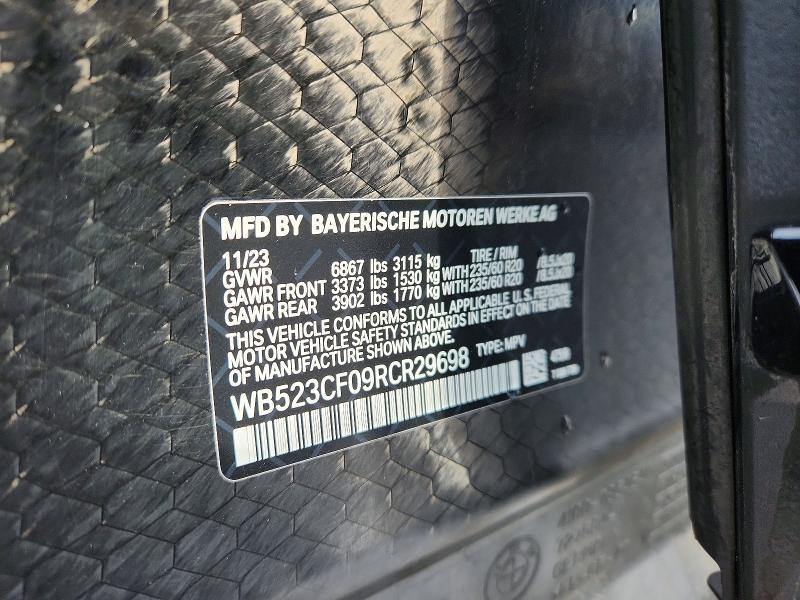 MFD BY BAYERISCHE MOTOREN WERKE AG
11/23 TIRE / RIM
GVWR 6867 lbs 3115 kg
GAWR FRONT 3373 lbs 1530 kg WITH 235/60 R20
GAWR REAR 3902 lbs 1770 kg WITH 235/60 R20
THIS VEHICLE CONFORMS TO ALL APPLICABLE U.S. FEDERAL
MOTOR VEHICLE SAFETY STANDARDS IN EFFECT ON THE DATE
OF MANUFACTURE SHOWN ABOVE.
WB523CF09RCR29698 TYPE: MPV